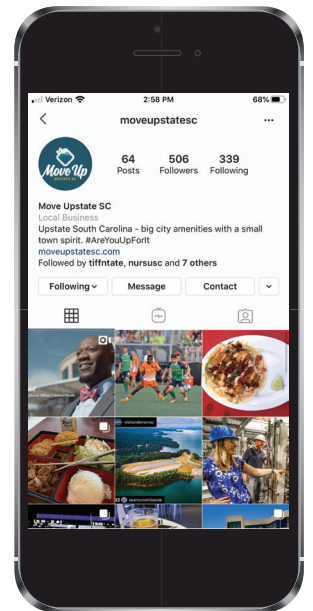 Verizon 2:58 PM 68%
moveupstatesc
Move Up
UPSTATE SC
64 506 339
Posts Followers Following
Move Upstate SC
Local Business
Upstate South Carolina - big city amenities with a small
town spirit. #AreYouUpForIt
moveupstatesc.com
Followed by tiffntate, nursusc and 7 others
Following Message Contact